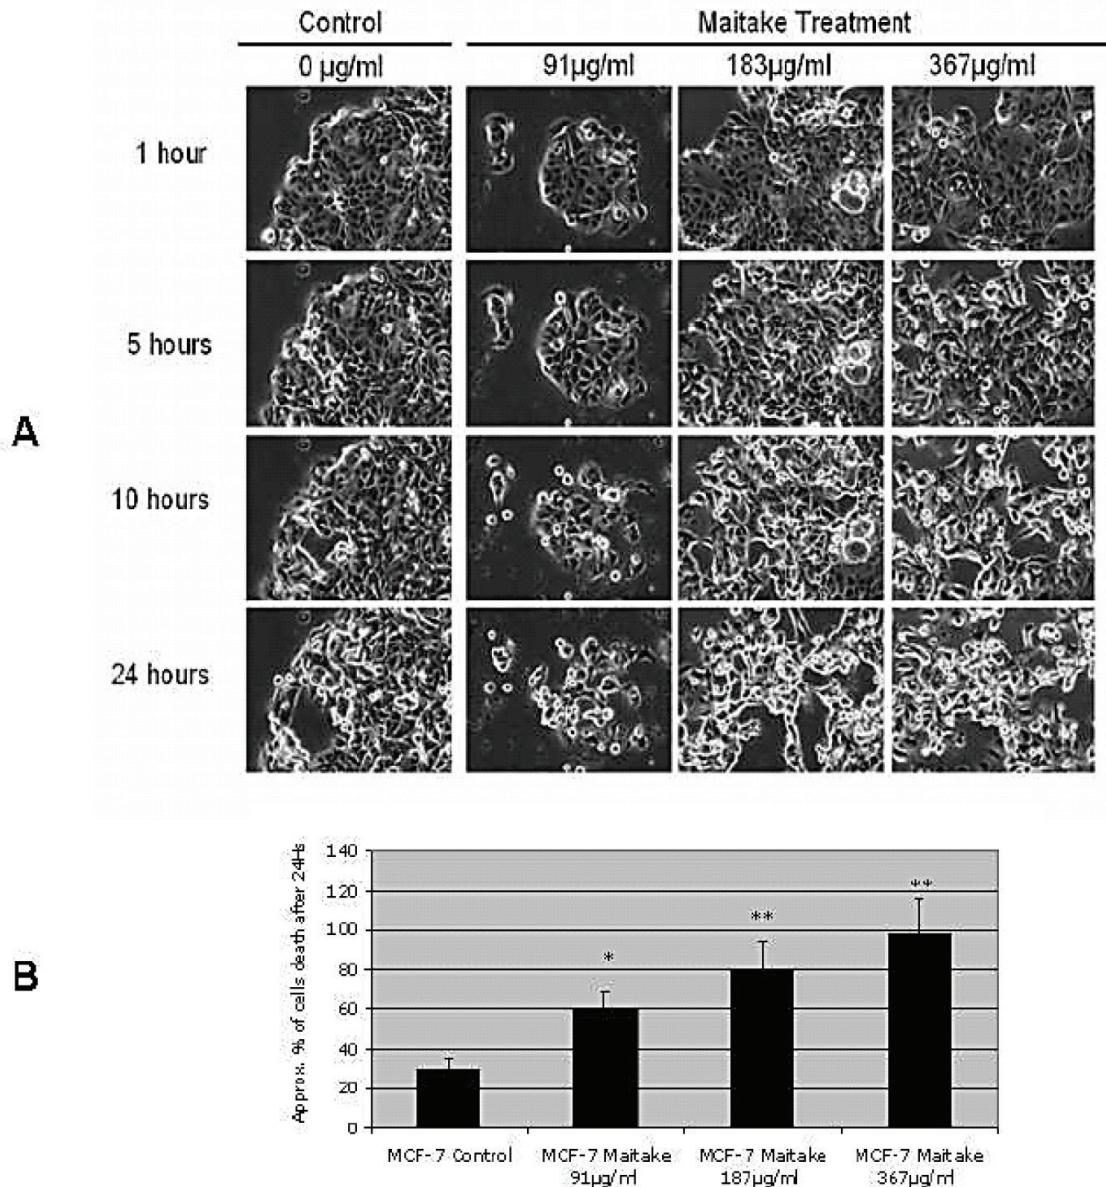 Control Maitake Treatment
0 µg/ml 91µg/ml 183µg/ml 367µg/ml
1 hour
5 hours
A
10 hours
24 hours
B
Approx. % of cells death after 24Hs
140
120
100
80
60
40
20
0
*
**
**
MCF-7 Control MCF-7 Maitake MCF-7 Maitake MCF-7 Maitake
91µg/ml 187µg/ml 367µg/ml